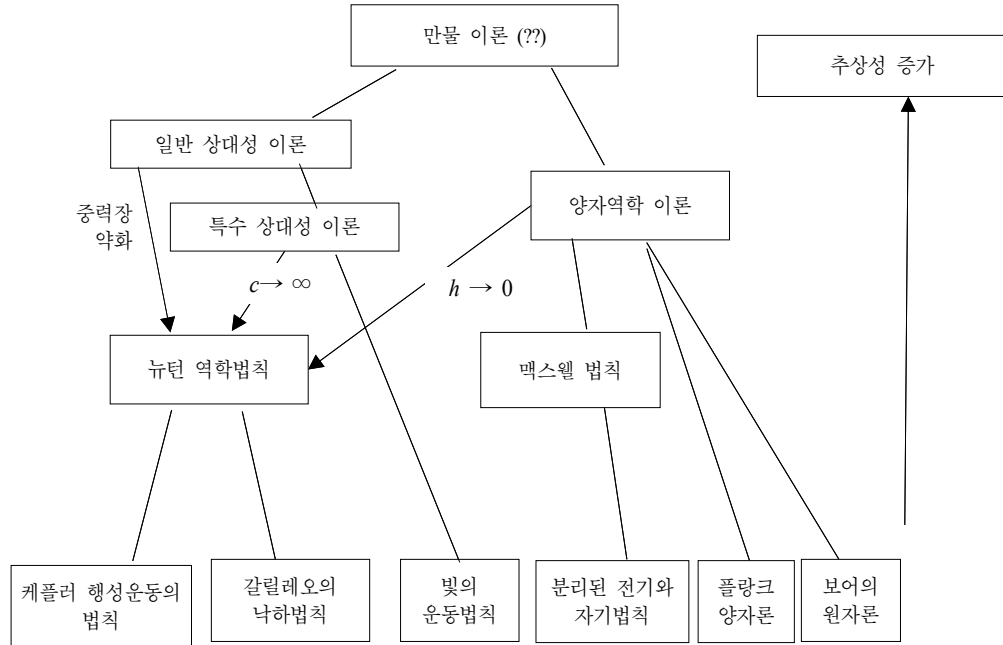 만물 이론 (??)
추상성 증가
일반 상대성 이론
양자역학 이론
중력장
약화
특수 상대성 이론
c→ ∞
h → 0
뉴턴 역학법칙
맥스웰 법칙
케플러 행성운동의
법칙
갈릴레오의
낙하법칙
빛의
운동법칙
분리된 전기와
자기법칙
플랑크
양자론
보어의
원자론